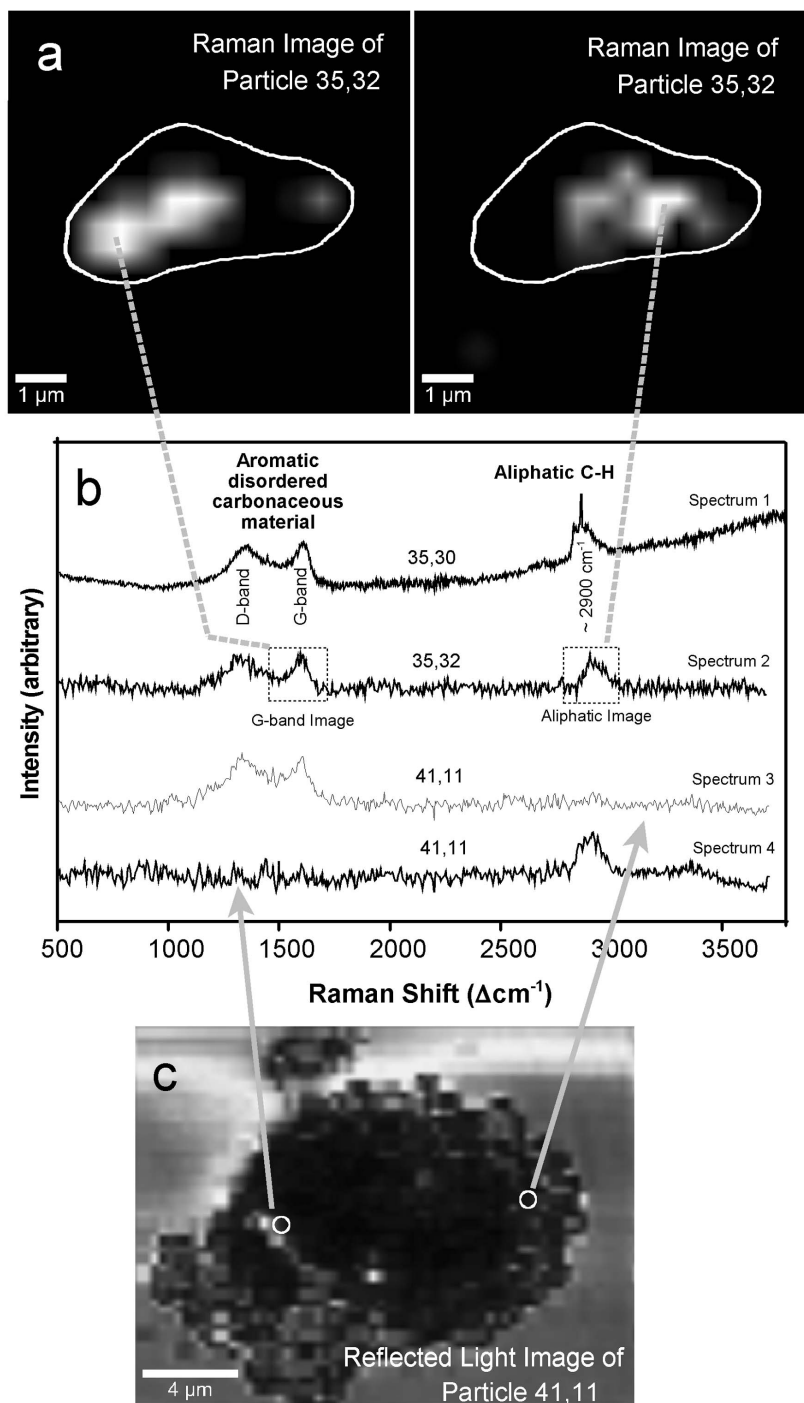 a
Raman Image of
Particle 35,32
1 µm
Raman Image of
Particle 35,32
1 µm
b
Aromatic
disordered
carbonaceous
material
Aliphatic C-H
Spectrum 1
35,30
D-band
G-band
~ 2900 cm⁻¹
35,32
Spectrum 2
G-band Image
Aliphatic Image
41,11
Spectrum 3
41,11
Spectrum 4
Intensity (arbitrary)
500 1000 1500 2000 2500 3000 3500
Raman Shift (Δcm⁻¹)
c
4 µm
Reflected Light Image of
Particle 41,11